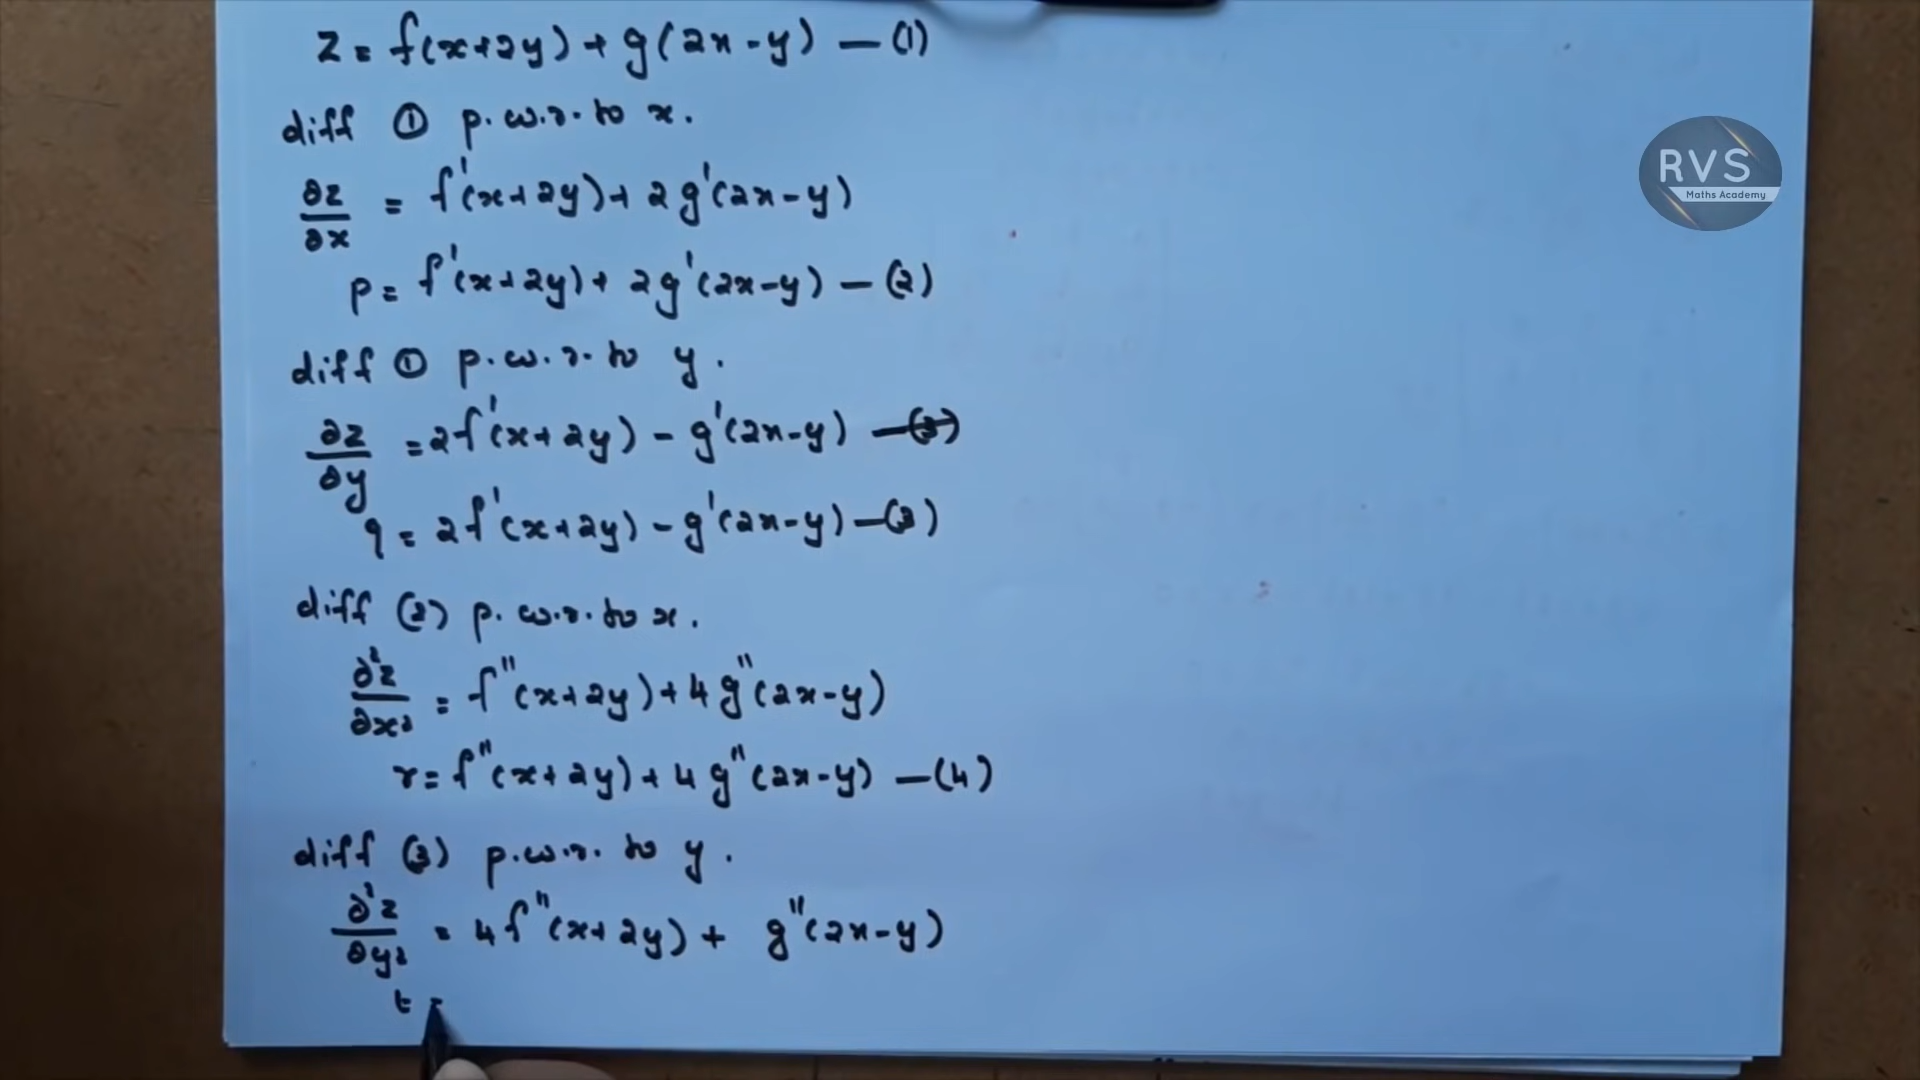 z = f(x+2y) + g(2x-y) — (1)
diff ① p.w.r. to x.
∂z/∂x = f'(x+2y) + 2g'(2x-y)
p = f'(x+2y) + 2g'(2x-y) — (2)
diff ① p.w.r. to y.
∂z/∂y = 2f'(x+2y) - g'(2x-y) — (3)
q = 2f'(x+2y) - g'(2x-y) — (3)
diff (2) p.w.r. to x.
∂²z/∂x² = f''(x+2y) + 4g''(2x-y)
r = f''(x+2y) + 4g''(2x-y) — (4)
diff (3) p.w.r. to y.
∂²z/∂y² = 4f''(x+2y) + g''(2x-y)
t =
RVS
Maths Academy